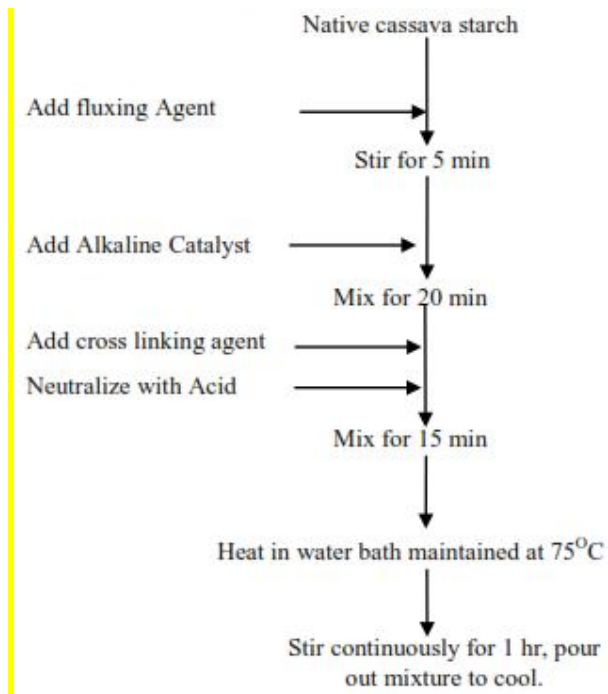 Native cassava starch
Add fluxing Agent
Stir for 5 min
Add Alkaline Catalyst
Mix for 20 min
Add cross linking agent
Neutralize with Acid
Mix for 15 min
Heat in water bath maintained at 75⁰C
Stir continuously for 1 hr, pour
out mixture to cool.